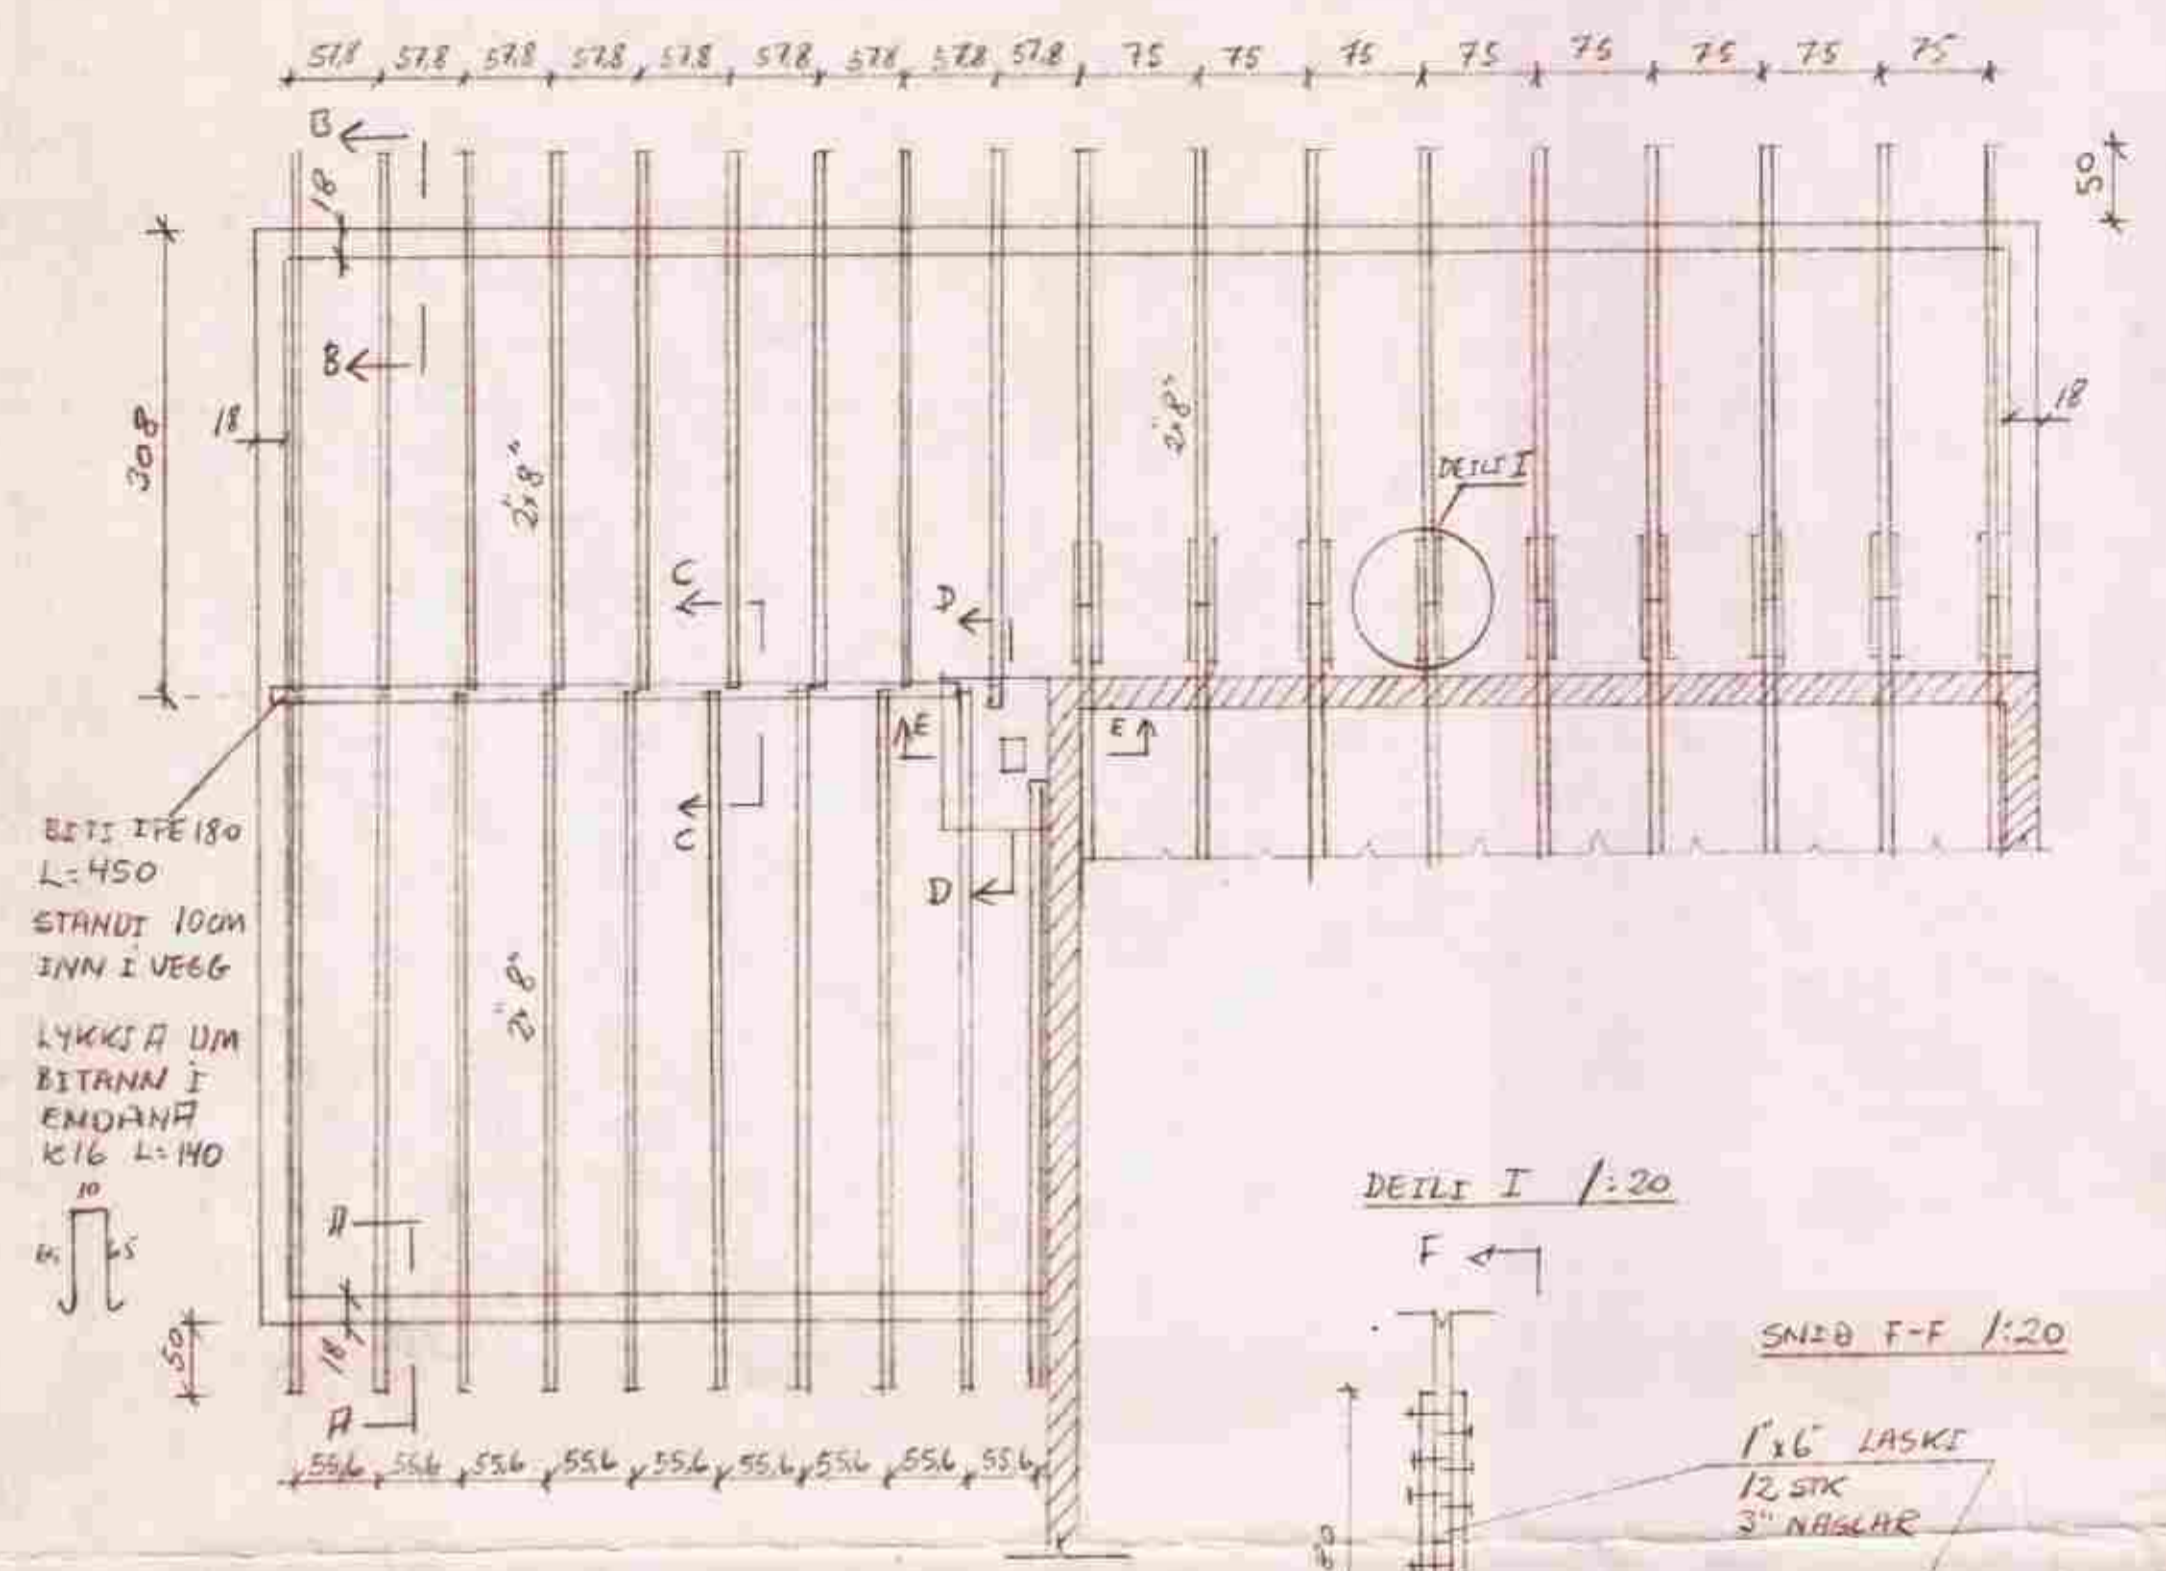 57,8 57,8 57,8 57,8 57,8 57,8 57,8 57,8 57,8 75 75 75 75 75 75 75 75
B
18
50
B
308
18
18
2"x8"
2"x8"
DEILI I
C
D
E
E
C
D
BITI IPE 180
L=450
STANDI 10CM
INN Í VEGG
LYKKJA UM
BITANN Í
ENDANA
K16 L=140
10
65 65
2"x8"
A
18
50
A
55,6 55,6 55,6 55,6 55,6 55,6 55,6 55,6 55,6
DEILI I 1:20
F
SNIÐ F-F 1:20
1"x6" LASKI
12 STK
3" NAGLAR